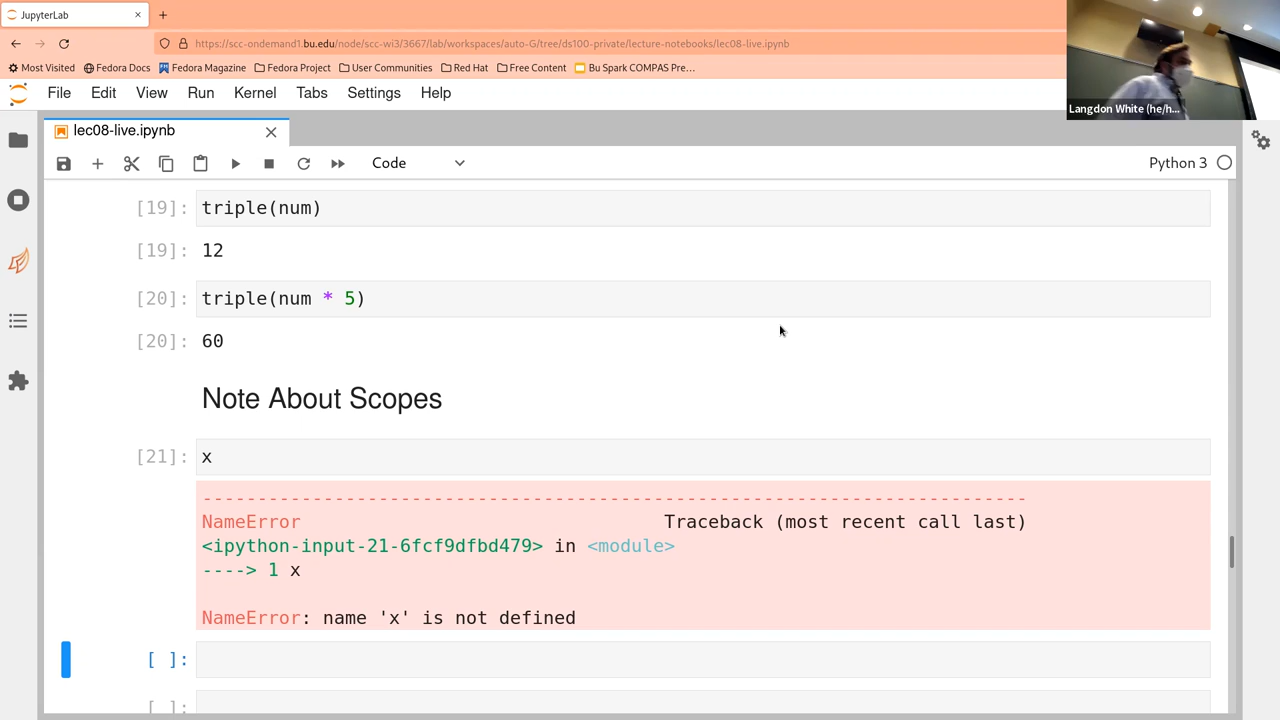 JupyterLab
https://scc-ondemand1.bu.edu/node/scc-wi3/3667/lab/workspaces/auto-G/tree/ds100-private/lecture-notebooks/lec08-live.ipynb
Most Visited Fedora Docs Fedora Magazine Fedora Project User Communities Red Hat Free Content Bu Spark COMPAS Pre…
Langdon White (he/h...
File Edit View Run Kernel Tabs Settings Help
lec08-live.ipynb
Code Python 3
[19]: triple(num)
[19]: 12
[20]: triple(num * 5)
[20]: 60
Note About Scopes
[21]: x
---------------------------------------------------------------------------
NameError Traceback (most recent call last)
<ipython-input-21-6fcf9dfbd479> in <module>
----> 1 x
NameError: name 'x' is not defined
[ ]:
[ ]: